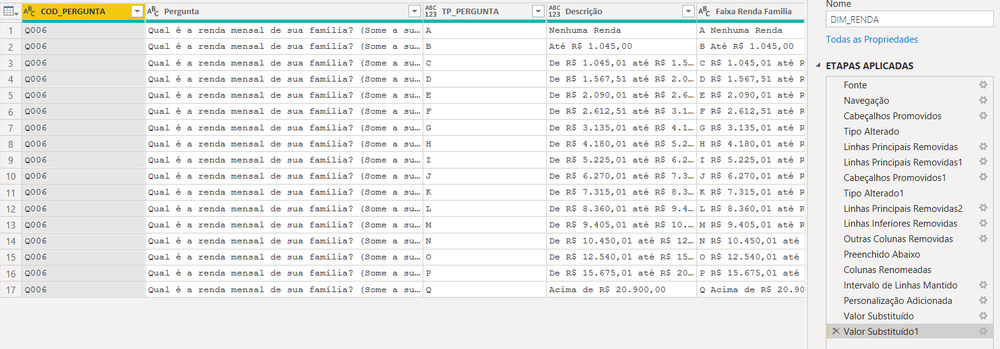 COD_PERGUNTA Pergunta TP_PERGUNTA Descrição Faixa Renda Familia
1 Q006 Qual é a renda mensal de sua família? (Some a su… A Nenhuma Renda A Nenhuma Renda
2 Q006 Qual é a renda mensal de sua família? (Some a su… B Até R$ 1.045,00 B Até R$ 1.045,00
3 Q006 Qual é a renda mensal de sua família? (Some a su… C De R$ 1.045,01 até R$ 1.5… C R$ 1.045,01 até R
4 Q006 Qual é a renda mensal de sua família? (Some a su… D De R$ 1.567,51 até R$ 2.0… D R$ 1.567,51 até R
5 Q006 Qual é a renda mensal de sua família? (Some a su… E De R$ 2.090,01 até R$ 2.6… E R$ 2.090,01 até R
6 Q006 Qual é a renda mensal de sua família? (Some a su… F De R$ 2.612,51 até R$ 3.1… F R$ 2.612,51 até R
7 Q006 Qual é a renda mensal de sua família? (Some a su… G De R$ 3.135,01 até R$ 4.1… G R$ 3.135,01 até R
8 Q006 Qual é a renda mensal de sua família? (Some a su… H De R$ 4.180,01 até R$ 5.2… H R$ 4.180,01 até R
9 Q006 Qual é a renda mensal de sua família? (Some a su… I De R$ 5.225,01 até R$ 6.2… I R$ 5.225,01 até R
10 Q006 Qual é a renda mensal de sua família? (Some a su… J De R$ 6.270,01 até R$ 7.3… J R$ 6.270,01 até R
11 Q006 Qual é a renda mensal de sua família? (Some a su… K De R$ 7.315,01 até R$ 8.3… K R$ 7.315,01 até R
12 Q006 Qual é a renda mensal de sua família? (Some a su… L De R$ 8.360,01 até R$ 9.4… L R$ 8.360,01 até R
13 Q006 Qual é a renda mensal de sua família? (Some a su… M De R$ 9.405,01 até R$ 10.… M R$ 9.405,01 até R
14 Q006 Qual é a renda mensal de sua família? (Some a su… N De R$ 10.450,01 até R$ 12… N R$ 10.450,01 até
15 Q006 Qual é a renda mensal de sua família? (Some a su… O De R$ 12.540,01 até R$ 15… O R$ 12.540,01 até
16 Q006 Qual é a renda mensal de sua família? (Some a su… P De R$ 15.675,01 até R$ 20… P R$ 15.675,01 até
17 Q006 Qual é a renda mensal de sua família? (Some a su… Q Acima de R$ 20.900,00 Q Acima de R$ 20.90
Nome
DIM_RENDA
Todas as Propriedades
ETAPAS APLICADAS
Fonte
Navegação
Cabeçalhos Promovidos
Tipo Alterado
Linhas Principais Removidas
Linhas Principais Removidas1
Cabeçalhos Promovidos1
Tipo Alterado1
Linhas Principais Removidas2
Linhas Inferiores Removidas
Outras Colunas Removidas
Preenchido Abaixo
Colunas Renomeadas
Intervalo de Linhas Mantido
Personalização Adicionada
Valor Substituído
Valor Substituído1